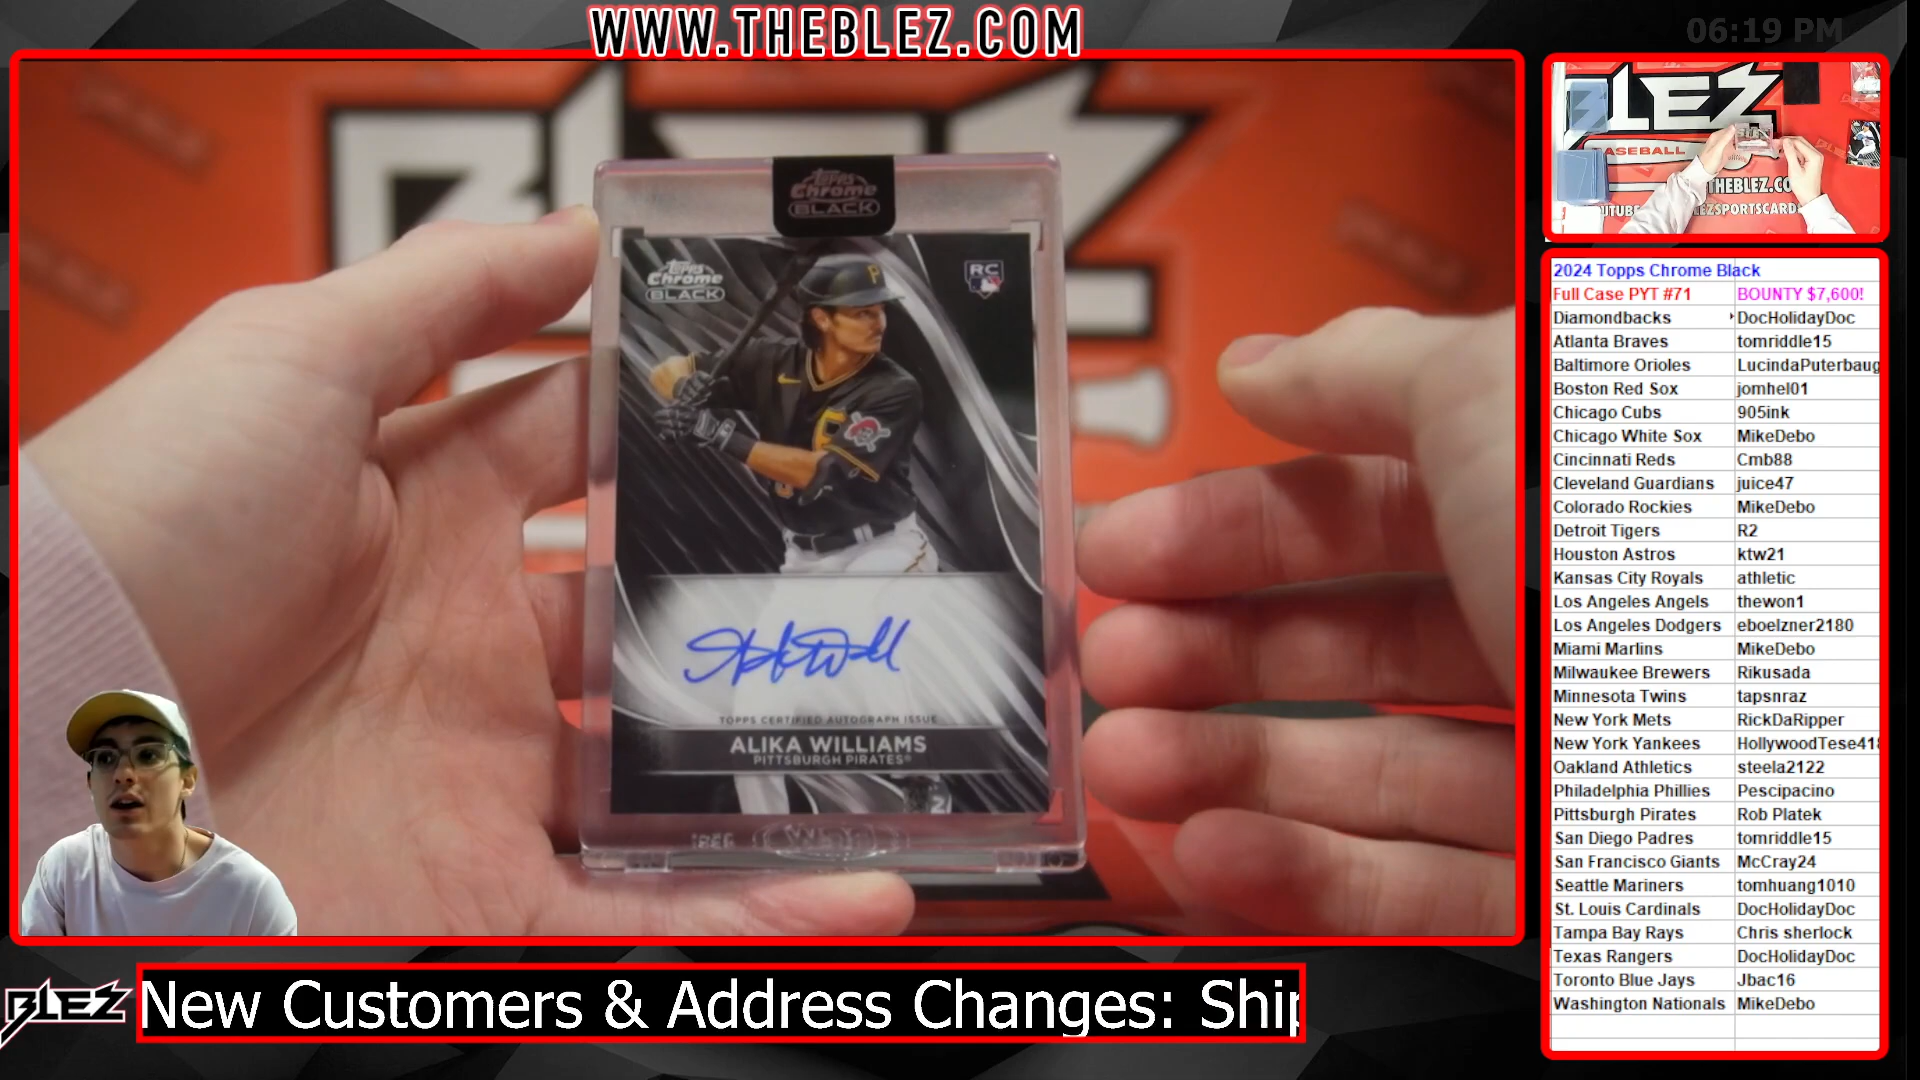 WWW.THEBLEZ.COM
06:19 PM
BLEZ
Topps
Chrome
BLACK
Topps
Chrome
BLACK
RC
P
TOPPS CERTIFIED AUTOGRAPH ISSUE
ALIKA WILLIAMS
PITTSBURGH PIRATES®
BLEZ
BASEBALL
THEBLEZ.CO
2024 Topps Chrome Black
Full Case PYT #71 BOUNTY $7,600!
Diamondbacks DocHolidayDoc
Atlanta Braves tomriddle15
Baltimore Orioles LucindaPuterbaug
Boston Red Sox jomhel01
Chicago Cubs 905ink
Chicago White Sox MikeDebo
Cincinnati Reds Cmb88
Cleveland Guardians juice47
Colorado Rockies MikeDebo
Detroit Tigers R2
Houston Astros ktw21
Kansas City Royals athletic
Los Angeles Angels thewon1
Los Angeles Dodgers eboelzner2180
Miami Marlins MikeDebo
Milwaukee Brewers Rikusada
Minnesota Twins tapsnraz
New York Mets RickDaRipper
New York Yankees HollywoodTese418
Oakland Athletics steela2122
Philadelphia Phillies Pescipacino
Pittsburgh Pirates Rob Platek
San Diego Padres tomriddle15
San Francisco Giants McCray24
Seattle Mariners tomhuang1010
St. Louis Cardinals DocHolidayDoc
Tampa Bay Rays Chris sherlock
Texas Rangers DocHolidayDoc
Toronto Blue Jays Jbac16
Washington Nationals MikeDebo
BLEZ
New Customers & Address Changes: Ship